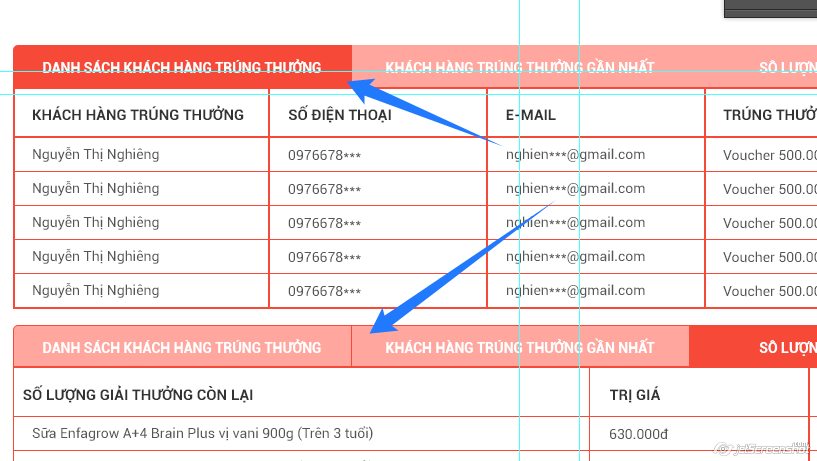 DANH SÁCH KHÁCH HÀNG TRÚNG THƯỞNG KHÁCH HÀNG TRÚNG THƯỞNG GẦN NHẤT SỐ LƯỢN
KHÁCH HÀNG TRÚNG THƯỞNG SỐ ĐIỆN THOẠI E-MAIL TRÚNG THƯỞ
Nguyễn Thị Nghiêng 0976678*** nghien***@gmail.com Voucher 500.00
Nguyễn Thị Nghiêng 0976678*** nghien***@gmail.com Voucher 500.00
Nguyễn Thị Nghiêng 0976678*** nghien***@gmail.com Voucher 500.00
Nguyễn Thị Nghiêng 0976678*** nghien***@gmail.com Voucher 500.00
Nguyễn Thị Nghiêng 0976678*** nghien***@gmail.com Voucher 500.00
DANH SÁCH KHÁCH HÀNG TRÚNG THƯỞNG KHÁCH HÀNG TRÚNG THƯỞNG GẦN NHẤT SỐ LƯỢN
SỐ LƯỢNG GIẢI THƯỞNG CÒN LẠI TRỊ GIÁ
Sữa Enfagrow A+4 Brain Plus vị vani 900g (Trên 3 tuổi) 630.000đ
jetScreenshot